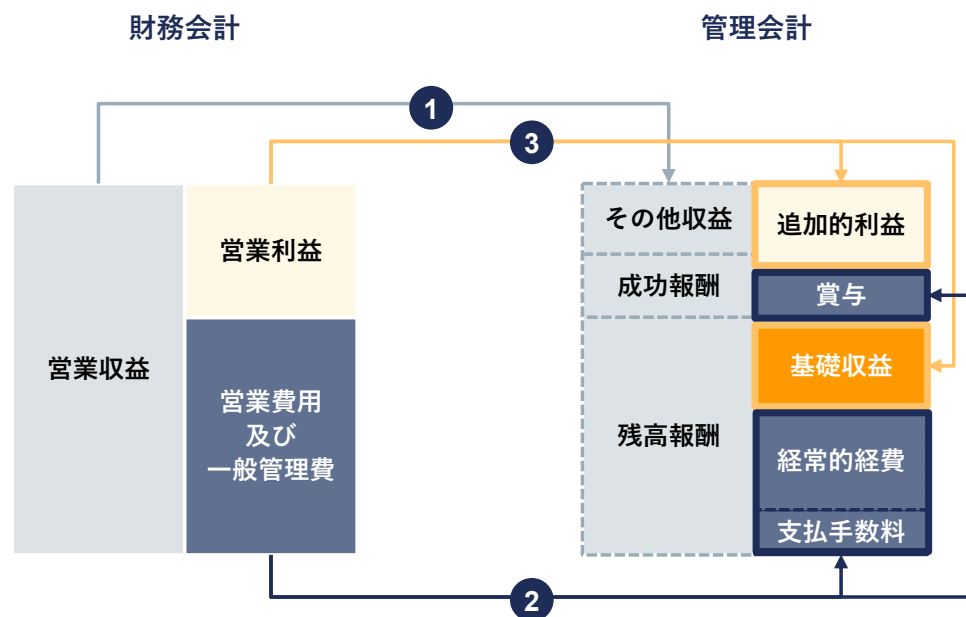 財務会計
管理会計
1
3
営業収益
営業利益
営業費用
及び
一般管理費
その他収益
成功報酬
残高報酬
追加的利益
賞与
基礎収益
経常的経費
支払手数料
2